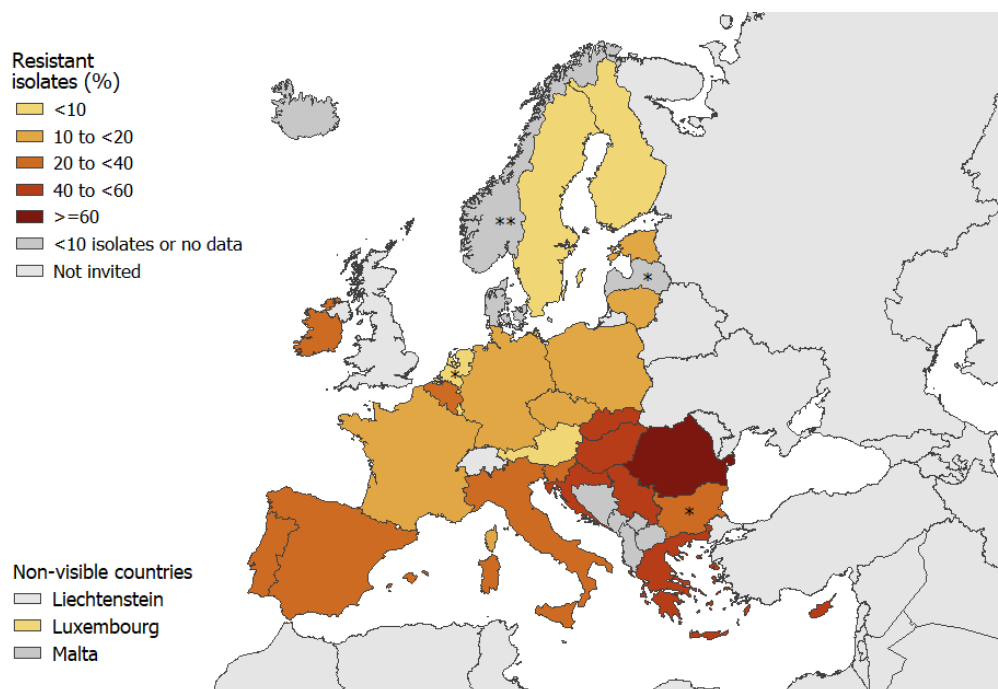 Resistant
isolates (%)
<10
10 to <20
20 to <40
40 to <60
>=60
<10 isolates or no data
Not invited
**
*
*
*
Non-visible countries
Liechtenstein
Luxembourg
Malta